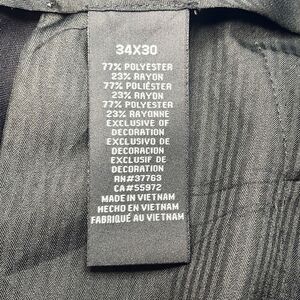 34X30
77% POLYESTER
23% RAYON
77% POLIÉSTER
23% RAYON
77% POLYESTER
23% RAYONNE
EXCLUSIVE OF
DECORATION
EXCLUSIVO DE
DECORACION
EXCLUSIF DE
DECORATION
RN#37763
CA#55972
MADE IN VIETNAM
HECHO EN VIETNAM
FABRIQUÉ AU VIETNAM